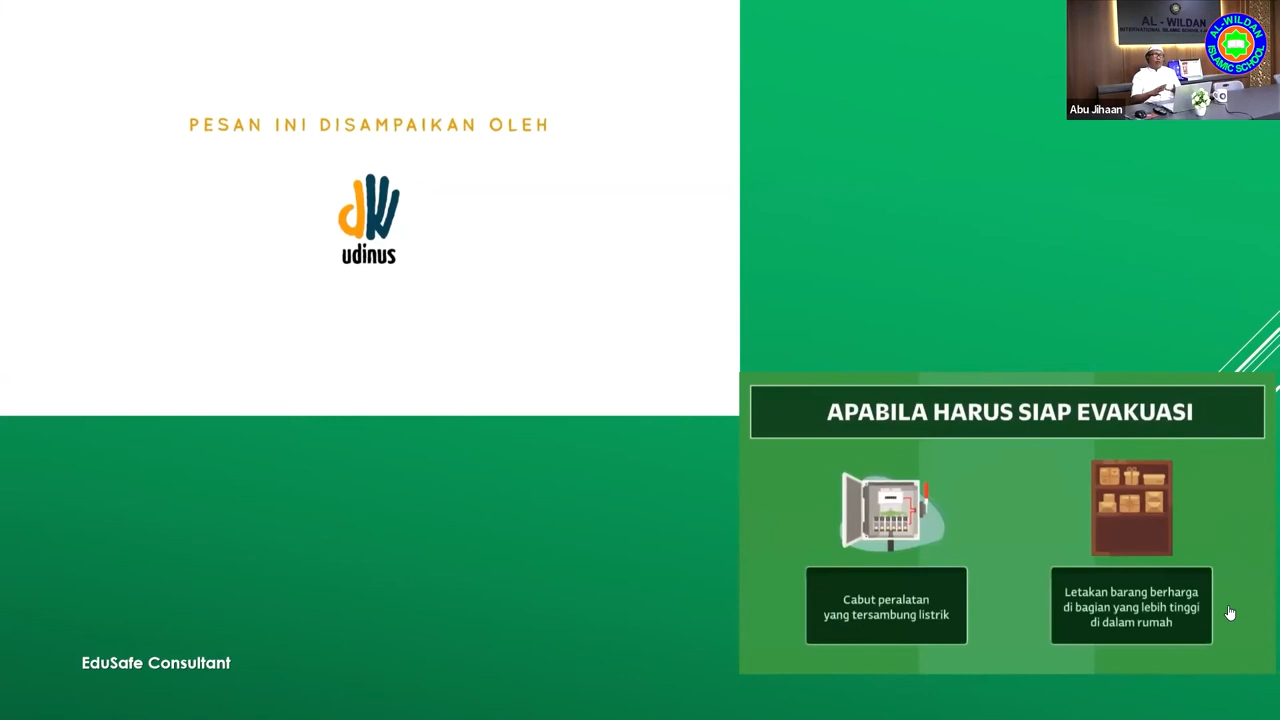 PESAN INI DISAMPAIKAN OLEH
udinus
AL - WILDAN
INTERNATIONAL ISLAMIC SCHOOL
AL-WILDAN
ISLAMIC SCHOOL
Abu Jihaan
APABILA HARUS SIAP EVAKUASI
Cabut peralatan
yang tersambung listrik
Letakan barang berharga
di bagian yang lebih tinggi
di dalam rumah
EduSafe Consultant